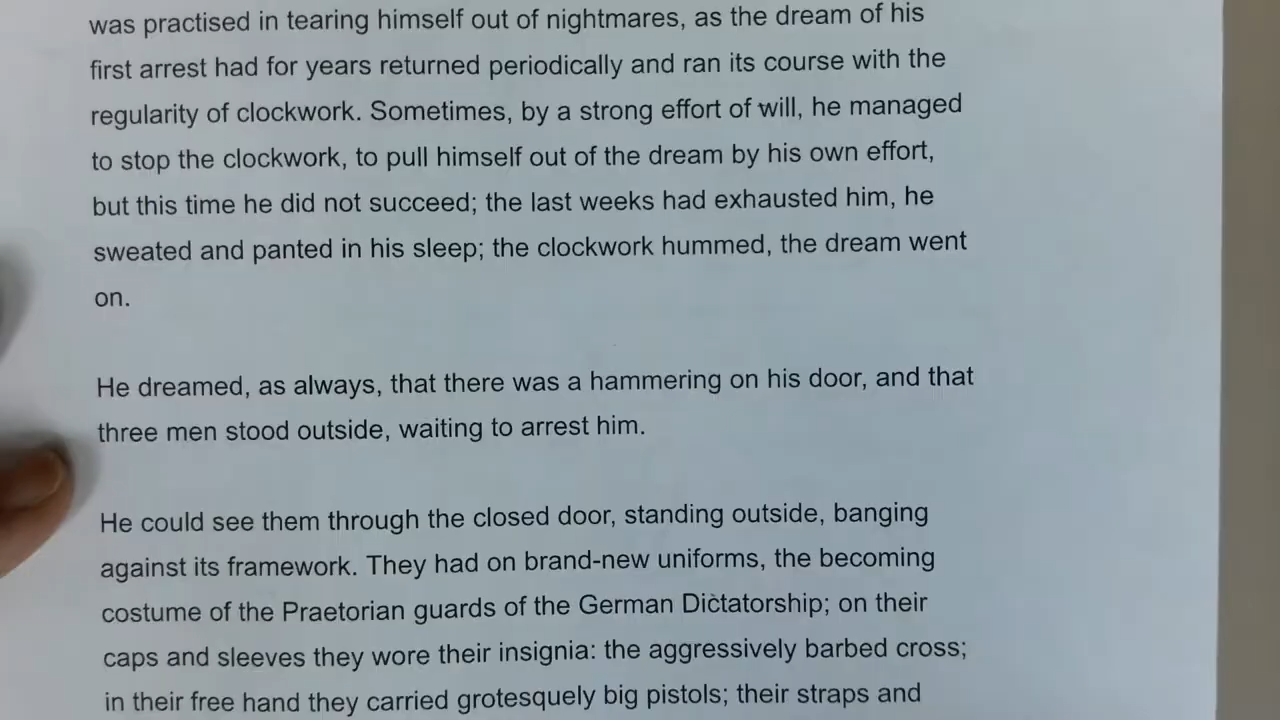 was practised in tearing himself out of nightmares, as the dream of his
first arrest had for years returned periodically and ran its course with the
regularity of clockwork. Sometimes, by a strong effort of will, he managed
to stop the clockwork, to pull himself out of the dream by his own effort,
but this time he did not succeed; the last weeks had exhausted him, he
sweated and panted in his sleep; the clockwork hummed, the dream went
on.
He dreamed, as always, that there was a hammering on his door, and that
three men stood outside, waiting to arrest him.
He could see them through the closed door, standing outside, banging
against its framework. They had on brand-new uniforms, the becoming
costume of the Praetorian guards of the German Dictatorship; on their
caps and sleeves they wore their insignia: the aggressively barbed cross;
in their free hand they carried grotesquely big pistols; their straps and